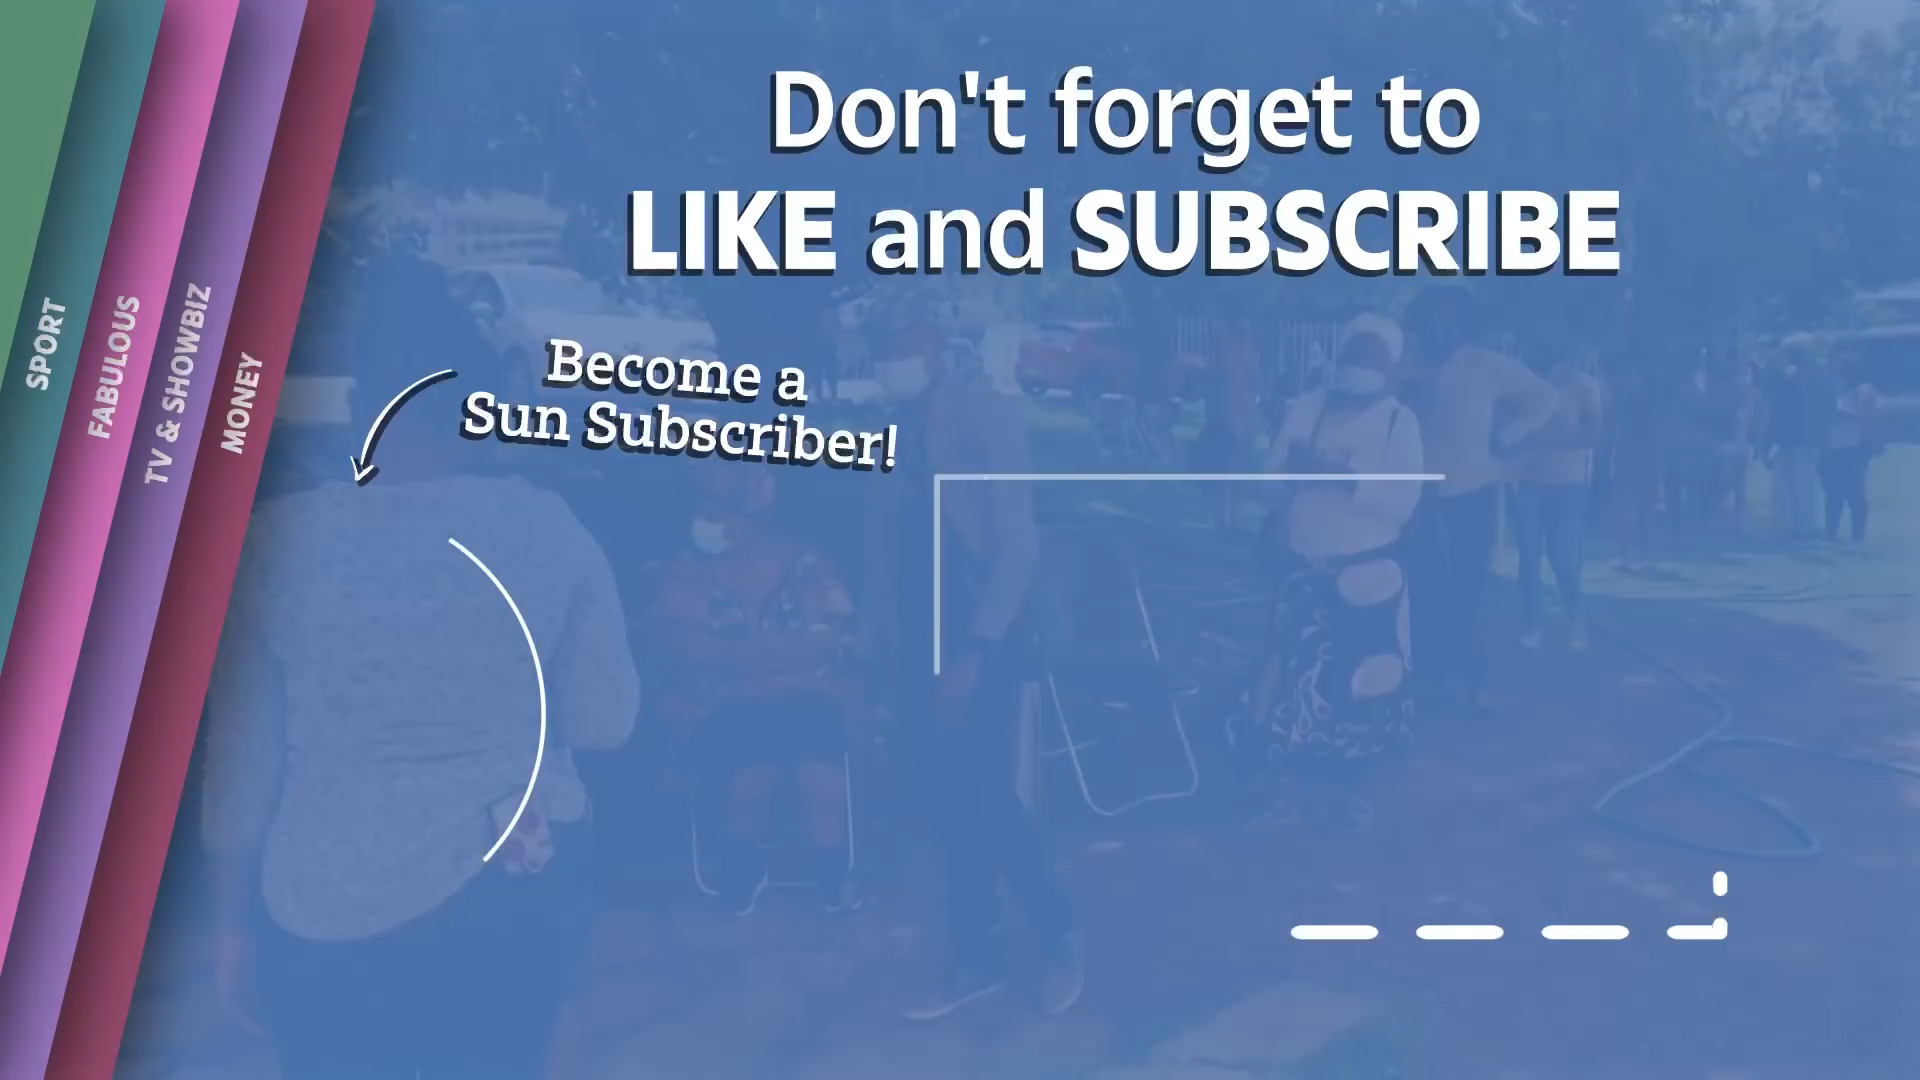 Don't forget to
LIKE and SUBSCRIBE
Become a
Sun Subscriber!
SPORT
FABULOUS
TV & SHOWBIZ
MONEY